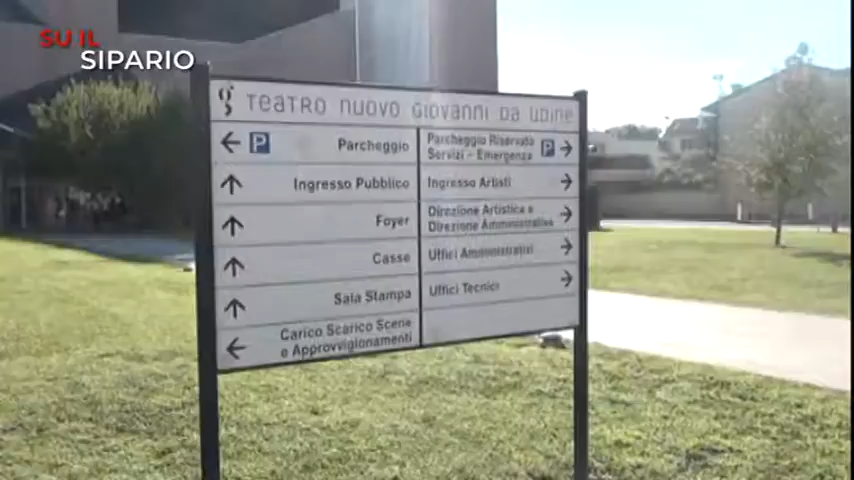 SU IL
SIPARIO
TEATRO NUOVO GIOVANNI DA UDINE
P Parcheggio
Ingresso Pubblico
Foyer
Casse
Sala Stampa
Carico Scarico Scene
e Approvvigionamenti
Parcheggio Riservato
Servizi - Emergenza P
Ingresso Artisti
Direzione Artistica e
Direzione Amministrativa
Uffici Amministrativi
Uffici Tecnici